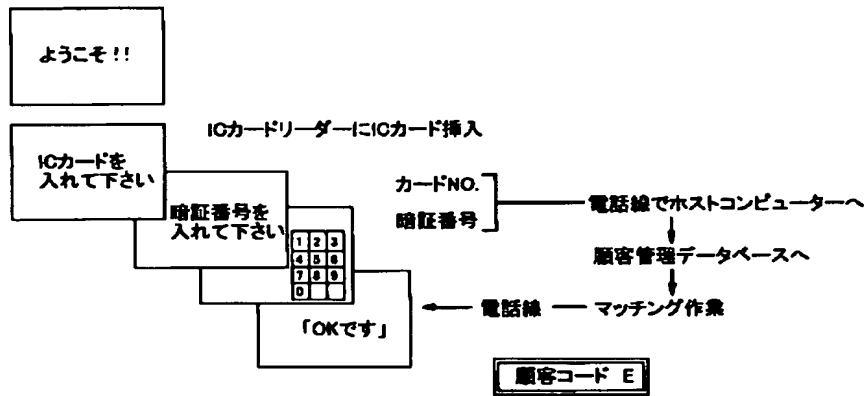 ようこそ!!
ICカードリーダーにICカード挿入
ICカードを
入れて下さい
暗証番号を
入れて下さい
1 2 3
4 5 6
7 8 9
0
「OKです」
カードNO.
暗証番号
電話線でホストコンピューターへ
顧客管理データベースへ
マッチング作業
電話線
顧客コード E